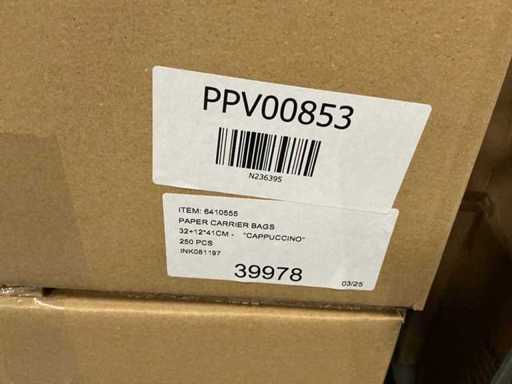 PPV00853
N236395
ITEM: 6410555
PAPER CARRIER BAGS
32+12*41CM - "CAPPUCCINO"
250 PCS
INK081197
39978
03/25